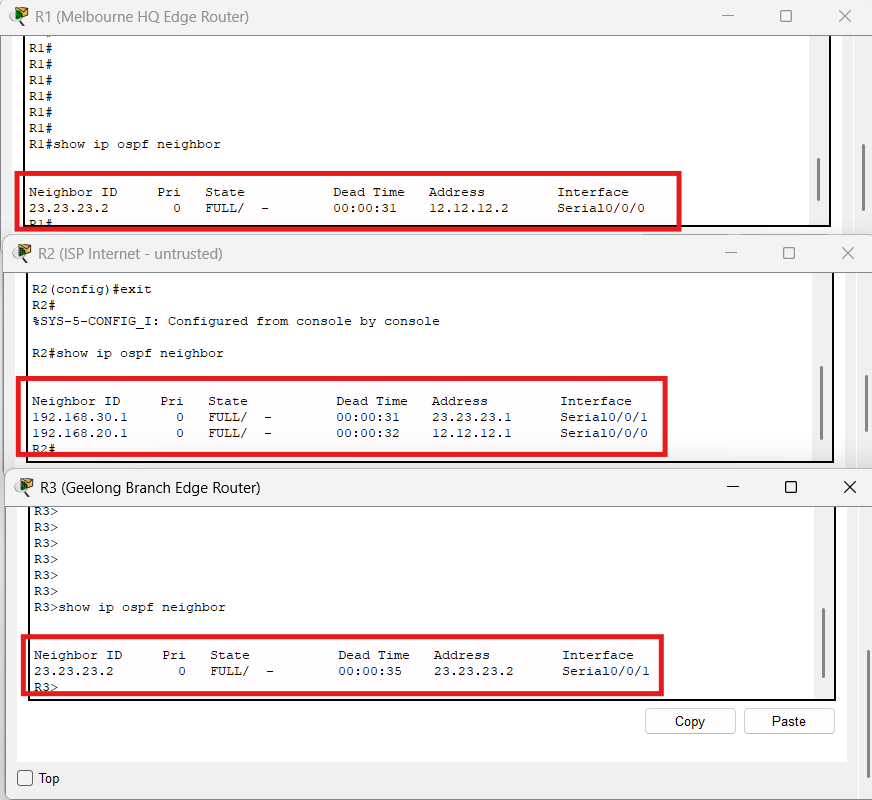 R1 (Melbourne HQ Edge Router)
R1#
R1#
R1#
R1#
R1#
R1#
R1#show ip ospf neighbor
Neighbor ID     Pri   State           Dead Time   Address         Interface
23.23.23.2        0   FULL/  -        00:00:31    12.12.12.2      Serial0/0/0
R1#
R2 (ISP Internet - untrusted)
R2(config)#exit
R2#
%SYS-5-CONFIG_I: Configured from console by console
R2#show ip ospf neighbor
Neighbor ID     Pri   State           Dead Time   Address         Interface
192.168.30.1      0   FULL/  -        00:00:31    23.23.23.1      Serial0/0/1
192.168.20.1      0   FULL/  -        00:00:32    12.12.12.1      Serial0/0/0
R2#
R3 (Geelong Branch Edge Router)
R3>
R3>
R3>
R3>
R3>
R3>
R3>show ip ospf neighbor
Neighbor ID     Pri   State           Dead Time   Address         Interface
23.23.23.2        0   FULL/  -        00:00:35    23.23.23.2      Serial0/0/1
R3>
Copy Paste
Top